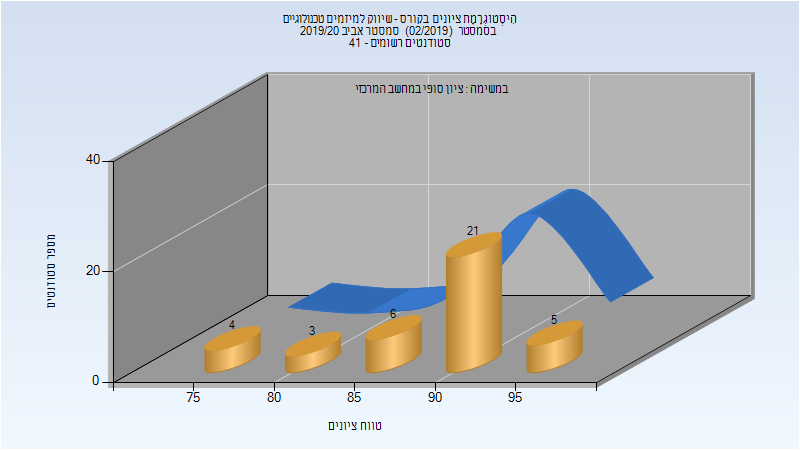 היסטוגרמת ציונים בקורס - שיווק למיזמים טכנולוגיים
בסמסטר (02/2019) סמסטר אביב 2019/20
סטודנטים רשומים - 41
במשימה : ציון סופי במחשב המרכזי
40
20
0
מספר סטודנטים
4
3
6
21
5
75
80
85
90
95
טווח ציונים